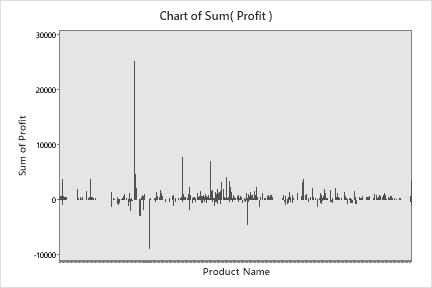 Chart of Sum( Profit )
30000
20000
10000
0
-10000
Sum of Profit
Product Name